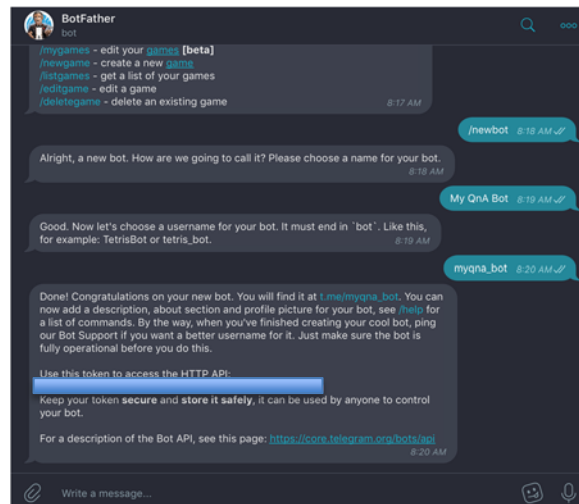 BotFather
bot
/mygames - edit your games [beta]
/newgame - create a new game
/listgames - get a list of your games
/editgame - edit a game
/deletegame - delete an existing game
8:17 AM
/newbot 8:18 AM
Alright, a new bot. How are we going to call it? Please choose a name for your bot.
8:18 AM
My QnA Bot 8:19 AM
Good. Now let's choose a username for your bot. It must end in `bot`. Like this,
for example: TetrisBot or tetris_bot.
8:19 AM
myqna_bot 8:20 AM
Done! Congratulations on your new bot. You will find it at t.me/myqna_bot. You can
now add a description, about section and profile picture for your bot, see /help for
a list of commands. By the way, when you've finished creating your cool bot, ping
our Bot Support if you want a better username for it. Just make sure the bot is
fully operational before you do this.
Use this token to access the HTTP API:
Keep your token secure and store it safely, it can be used by anyone to control
your bot.
For a description of the Bot API, see this page: https://core.telegram.org/bots/api
8:20 AM
Write a message...